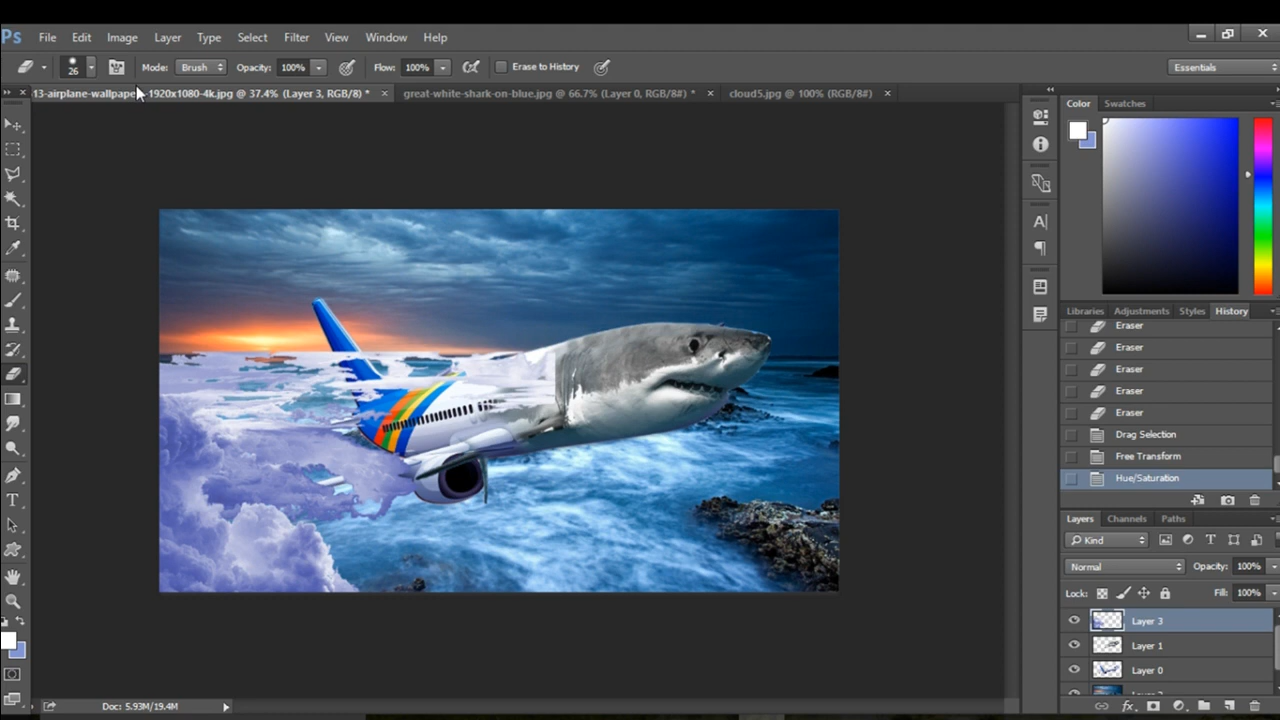 Ps File Edit Image Layer Type Select Filter View Window Help
26 Mode: Brush Opacity: 100% Flow: 100% Erase to History Essentials
13-airplane-wallpape 1920x1080-4k.jpg @ 37.4% (Layer 3, RGB/8) * great-white-shark-on-blue.jpg @ 66.7% (Layer 0, RGB/8#) * cloud5.jpg @ 100% (RGB/8#)
Color Swatches
Libraries Adjustments Styles History
Eraser
Eraser
Eraser
Eraser
Eraser
Drag Selection
Free Transform
Hue/Saturation
Layers Channels Paths
Kind
Normal Opacity: 100%
Lock: Fill: 100%
Layer 3
Layer 1
Layer 0
Doc: 5.93M/19.4M